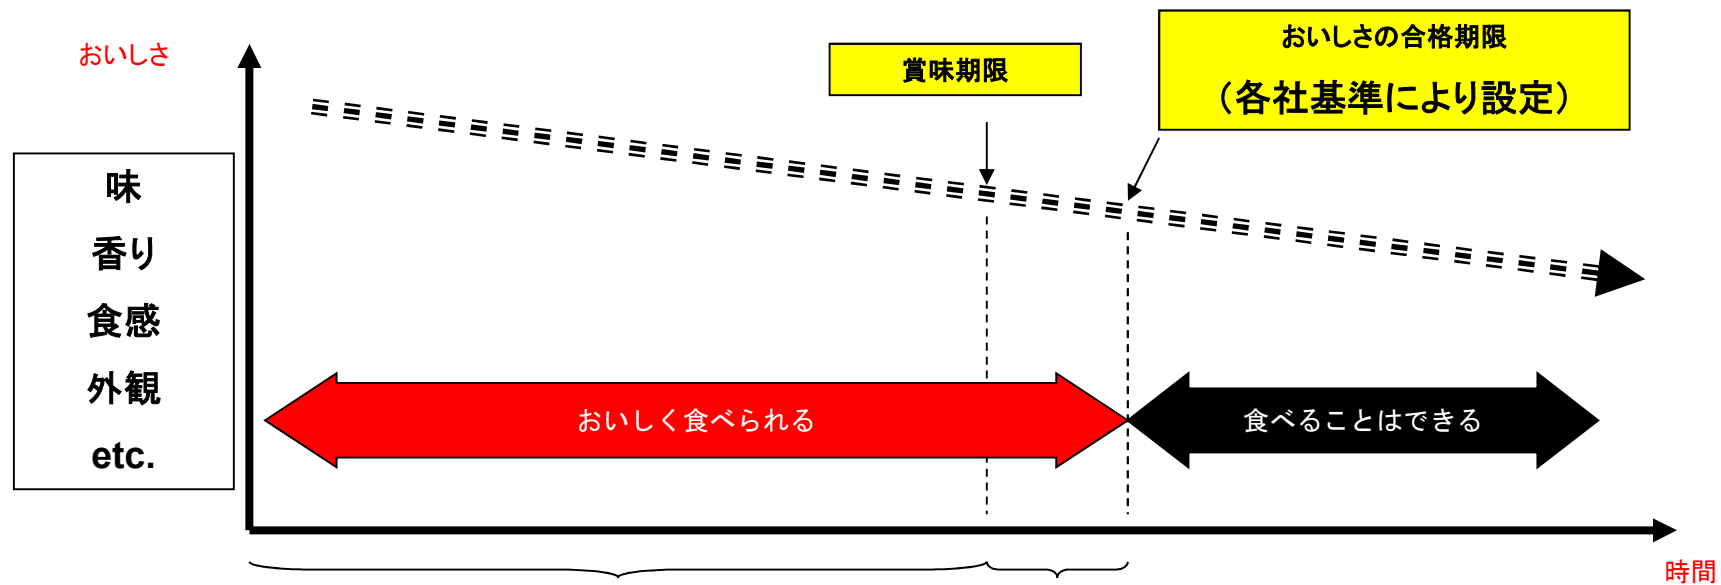 おいしさ
賞味期限
おいしさの合格期限
（各社基準により設定）
味
香り
食感
外観
etc.
おいしく食べられる
食べることはできる
時間